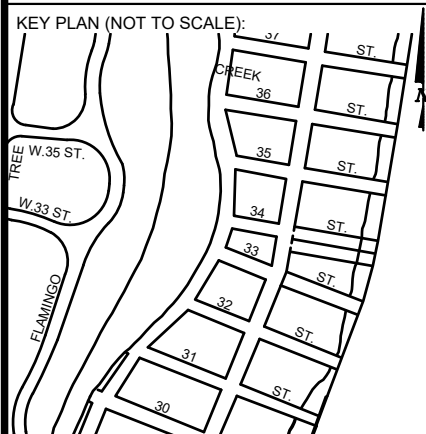 KEY PLAN (NOT TO SCALE):
37
ST.
CREEK
36
ST.
TREE
W.35 ST.
35
ST.
W.33 ST.
34
ST.
33
ST.
FLAMINGO
32
ST.
31
ST.
30